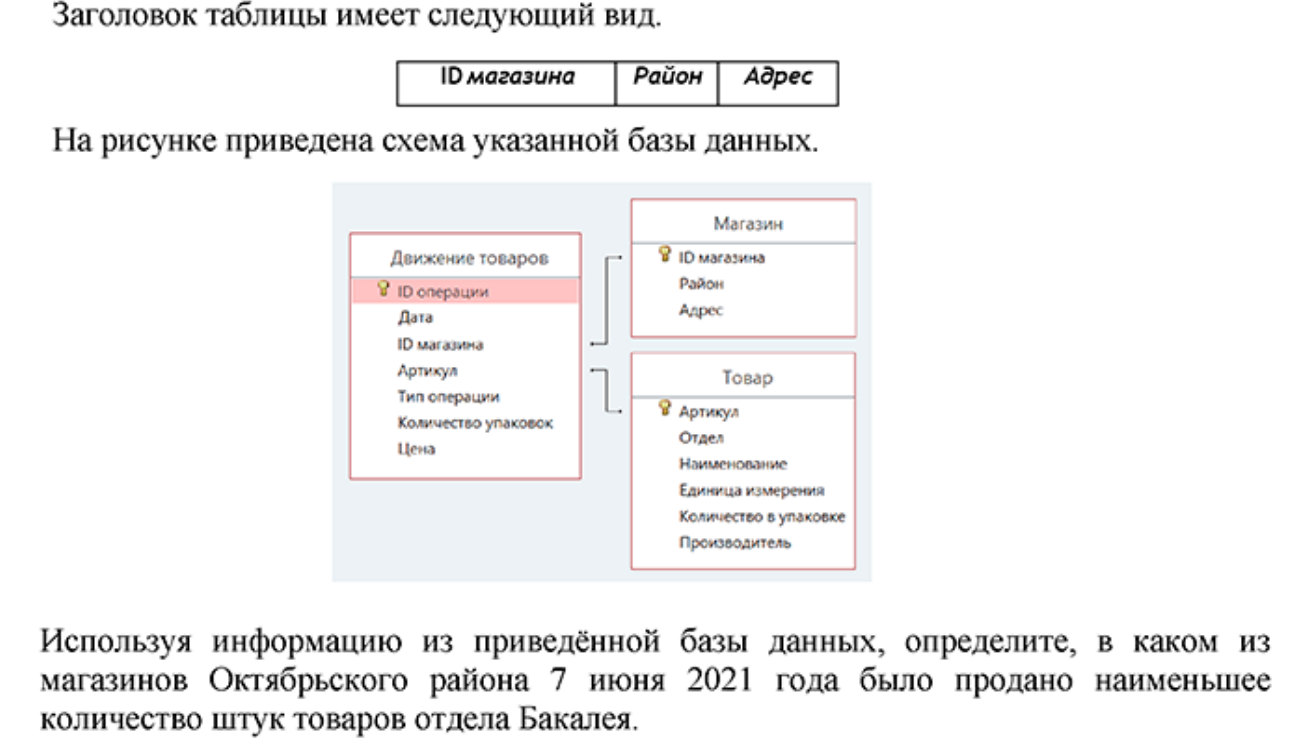 Заголовок таблицы имеет следующий вид.
ID магазина Район Адрес
На рисунке приведена схема указанной базы данных.
Движение товаров
ID операции
Дата
ID магазина
Артикул
Тип операции
Количество упаковок
Цена
Магазин
ID магазина
Район
Адрес
Товар
Артикул
Отдел
Наименование
Единица измерения
Количество в упаковке
Производитель
Используя информацию из приведённой базы данных, определите, в каком из
магазинов Октябрьского района 7 июня 2021 года было продано наименьшее
количество штук товаров отдела Бакалея.